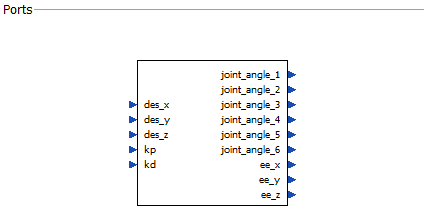 Ports
joint_angle_1
joint_angle_2
des_x joint_angle_3
des_y joint_angle_4
des_z joint_angle_5
kp joint_angle_6
kd ee_x
ee_y
ee_z